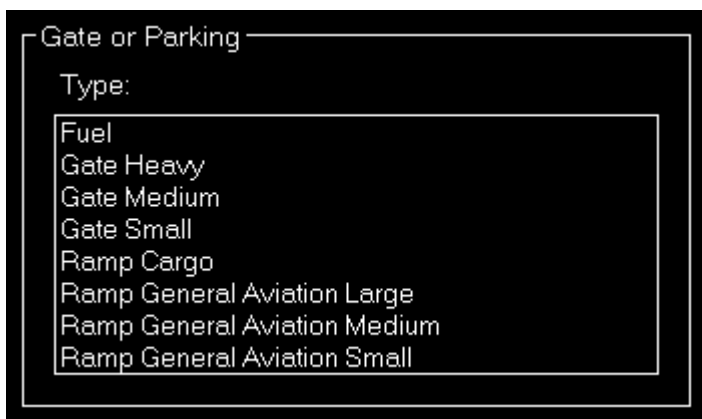 Gate or Parking
Type:
Fuel
Gate Heavy
Gate Medium
Gate Small
Ramp Cargo
Ramp General Aviation Large
Ramp General Aviation Medium
Ramp General Aviation Small